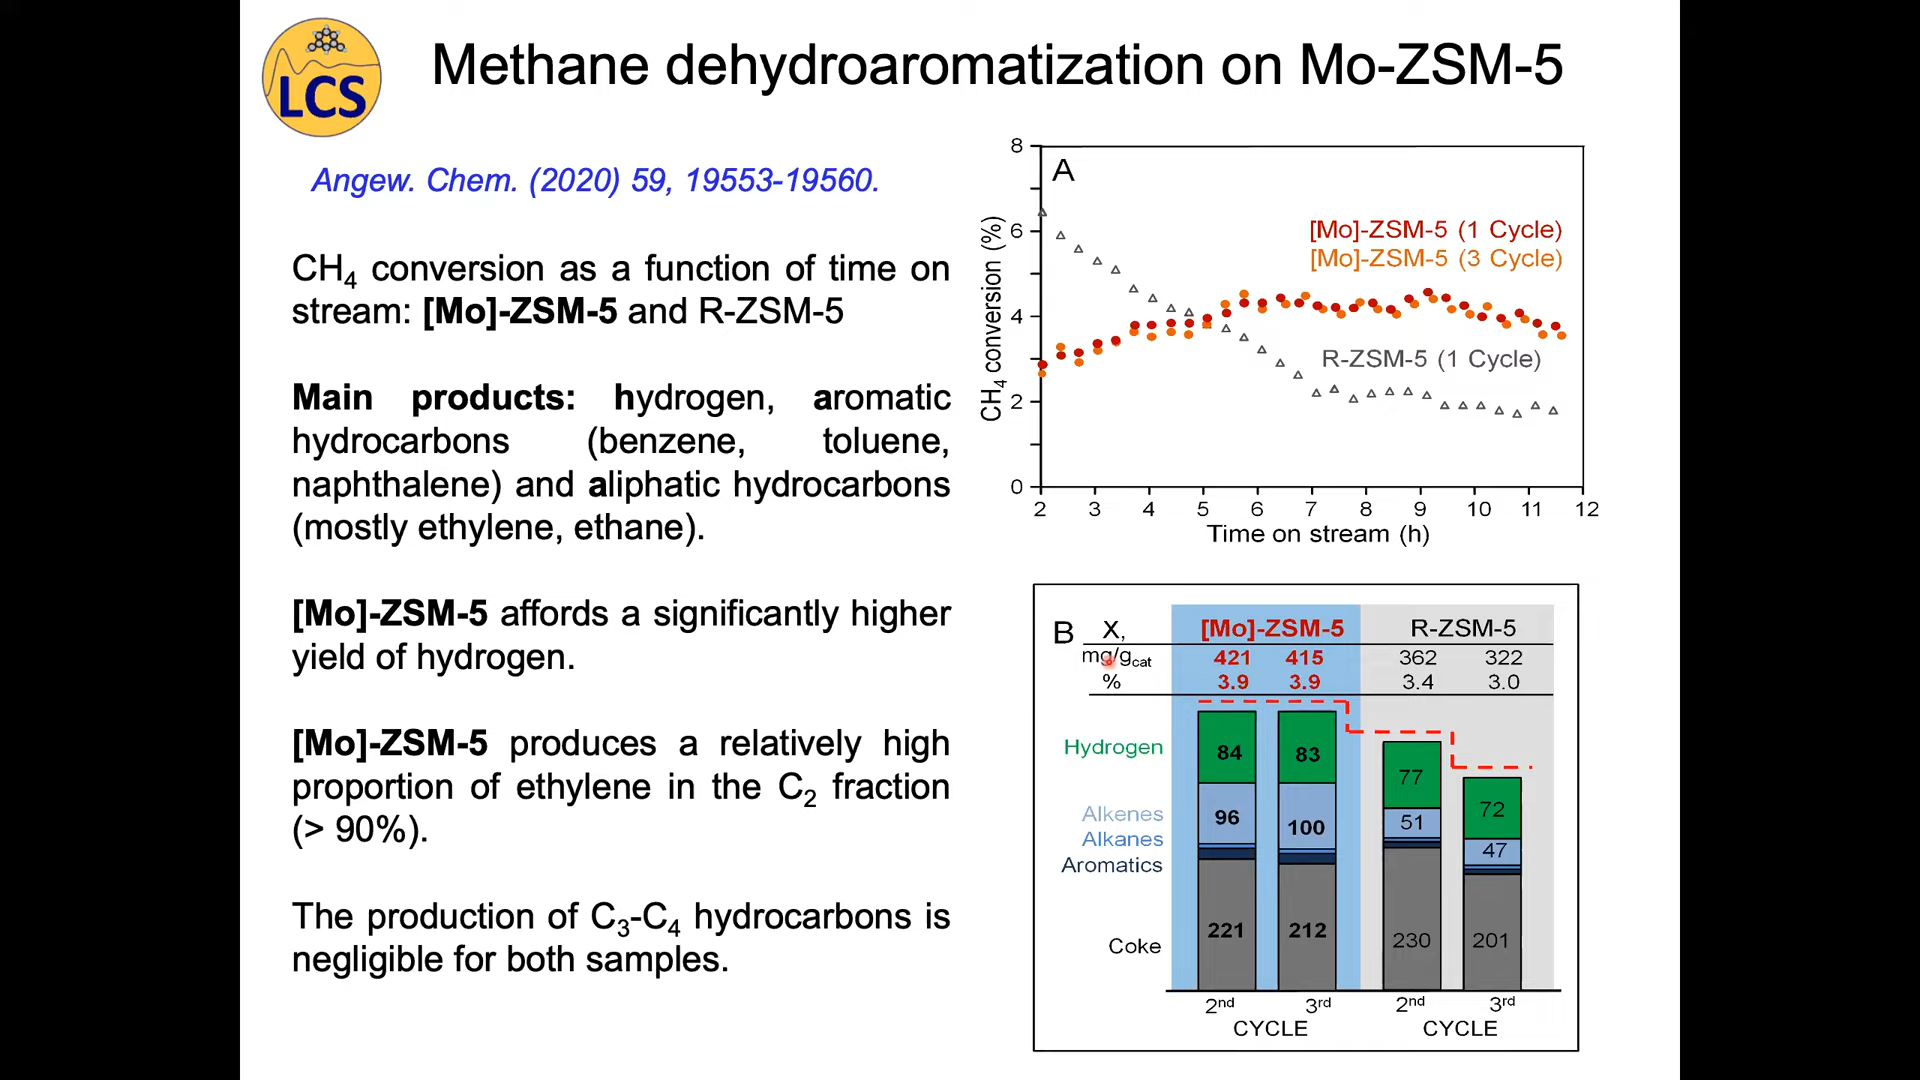 LCS
Methane dehydroaromatization on Mo-ZSM-5
Angew. Chem. (2020) 59, 19553-19560.
CH4 conversion as a function of time on
stream: [Mo]-ZSM-5 and R-ZSM-5
Main products: hydrogen, aromatic
hydrocarbons (benzene, toluene,
naphthalene) and aliphatic hydrocarbons
(mostly ethylene, ethane).
[Mo]-ZSM-5 affords a significantly higher
yield of hydrogen.
[Mo]-ZSM-5 produces a relatively high
proportion of ethylene in the C2 fraction
(> 90%).
The production of C3-C4 hydrocarbons is
negligible for both samples.
A
CH4 conversion (%)
8
6
4
2
0
[Mo]-ZSM-5 (1 Cycle)
[Mo]-ZSM-5 (3 Cycle)
R-ZSM-5 (1 Cycle)
2 3 4 5 6 7 8 9 10 11 12
Time on stream (h)
B X, [Mo]-ZSM-5 R-ZSM-5
mg/gcat 421 415 362 322
% 3.9 3.9 3.4 3.0
Hydrogen 84 83 77 72
Alkenes 96 100 51 47
Alkanes
Aromatics
Coke 221 212 230 201
2nd 3rd 2nd 3rd
CYCLE CYCLE